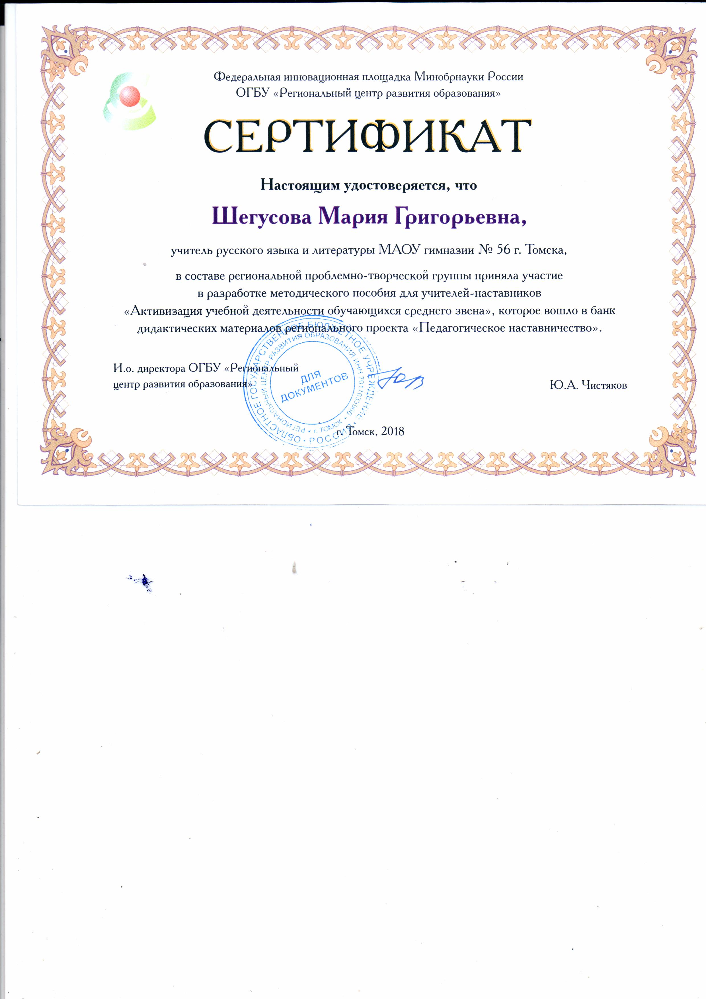 Федеральная инновационная площадка Минобрнауки России
ОГБУ «Региональный центр развития образования»
СЕРТИФИКАТ
Настоящим удостоверяется, что
Шегусова Мария Григорьевна,
учитель русского языка и литературы МАОУ гимназии № 56 г. Томска,
в составе региональной проблемно-творческой группы приняла участие
в разработке методического пособия для учителей-наставников
«Активизация учебной деятельности обучающихся среднего звена», которое вошло в банк
дидактических материалов регионального проекта «Педагогическое наставничество».
И.о. директора ОГБУ «Региональный
центр развития образования»
Ю.А. Чистяков
ОБЛАСТНОЕ ГОСУДАРСТВЕННОЕ БЮДЖЕТНОЕ УЧРЕЖДЕНИЕ • РОССИЯ •
РЕГИОНАЛЬНЫЙ ЦЕНТР РАЗВИТИЯ ОБРАЗОВАНИЯ ИНН 7017033960 • г. ТОМСК •
ДЛЯ
ДОКУМЕНТОВ
г. Томск, 2018